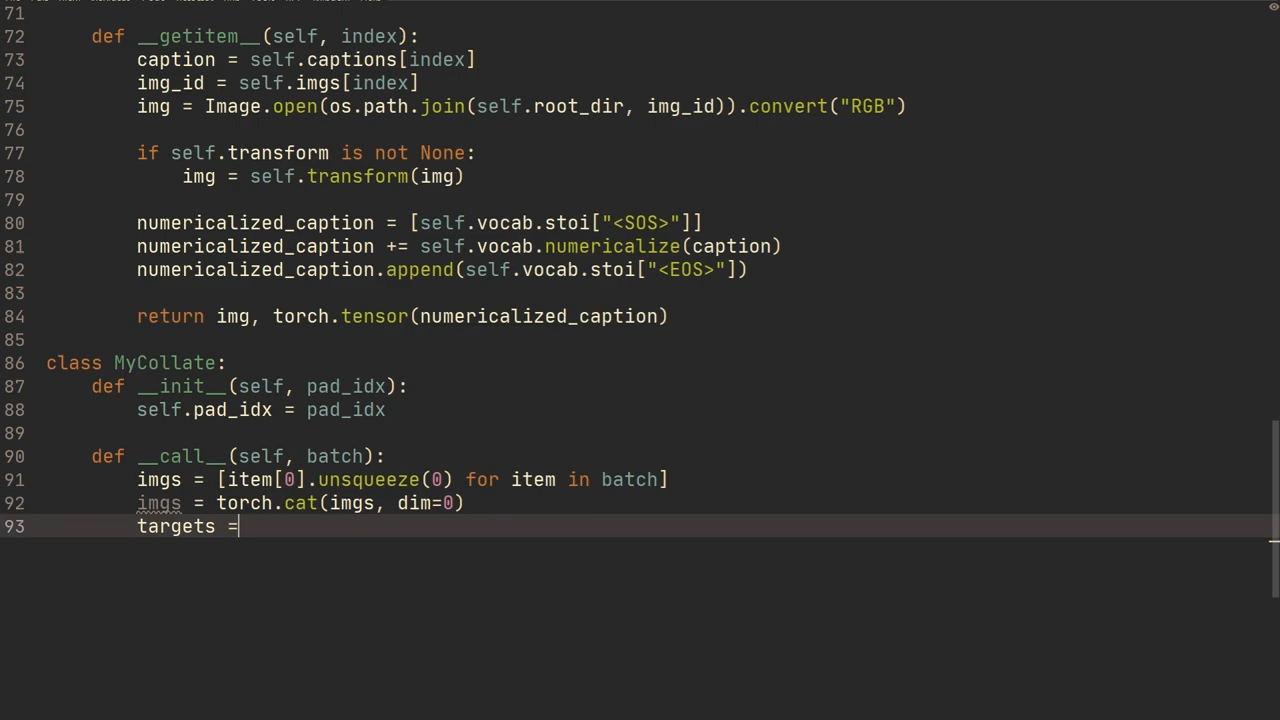 71
72 def __getitem__(self, index):
73 caption = self.captions[index]
74 img_id = self.imgs[index]
75 img = Image.open(os.path.join(self.root_dir, img_id)).convert("RGB")
76
77 if self.transform is not None:
78 img = self.transform(img)
79
80 numericalized_caption = [self.vocab.stoi["<SOS>"]]
81 numericalized_caption += self.vocab.numericalize(caption)
82 numericalized_caption.append(self.vocab.stoi["<EOS>"])
83
84 return img, torch.tensor(numericalized_caption)
85
86 class MyCollate:
87 def __init__(self, pad_idx):
88 self.pad_idx = pad_idx
89
90 def __call__(self, batch):
91 imgs = [item[0].unsqueeze(0) for item in batch]
92 imgs = torch.cat(imgs, dim=0)
93 targets =